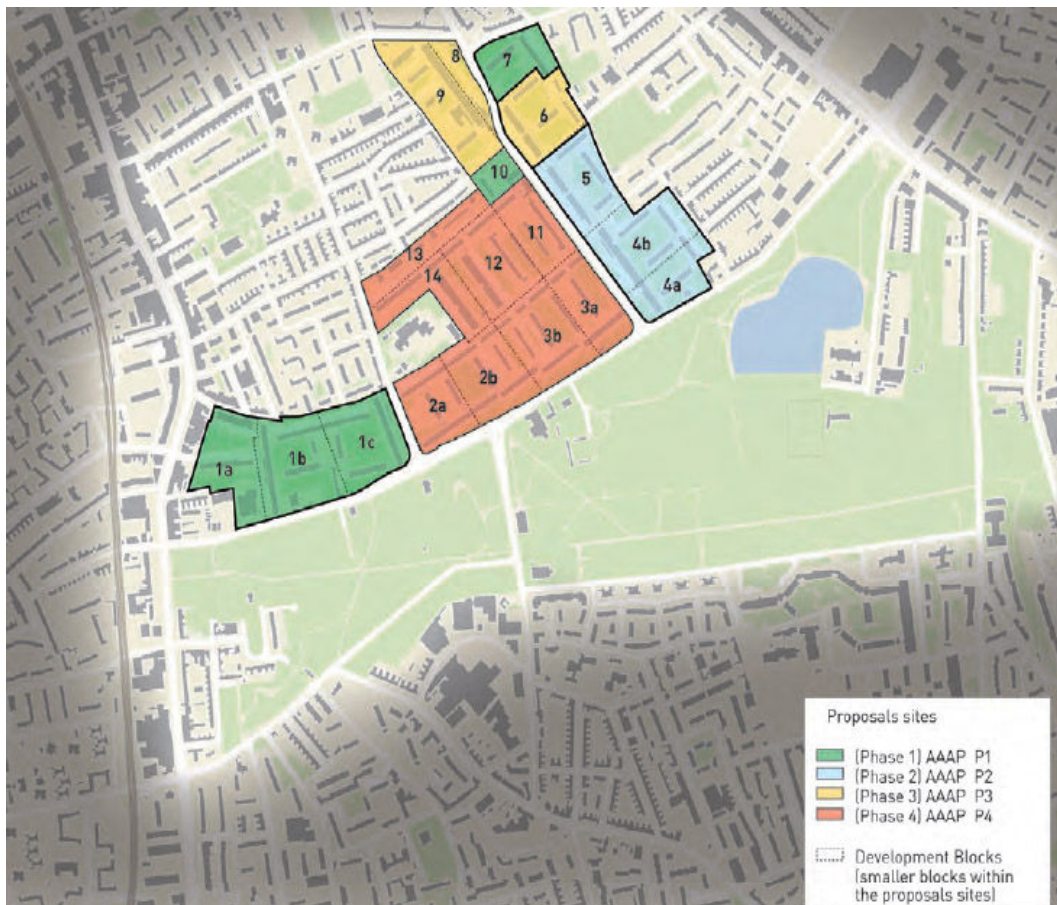 8
7
9
6
10
5
11
4b
13
12
14
4a
3a
3b
2b
2a
1c
1b
1a
Proposals sites
(Phase 1) AAAP P1
(Phase 2) AAAP P2
(Phase 3) AAAP P3
(Phase 4) AAAP P4
Development Blocks
(smaller blocks within
the proposals sites)